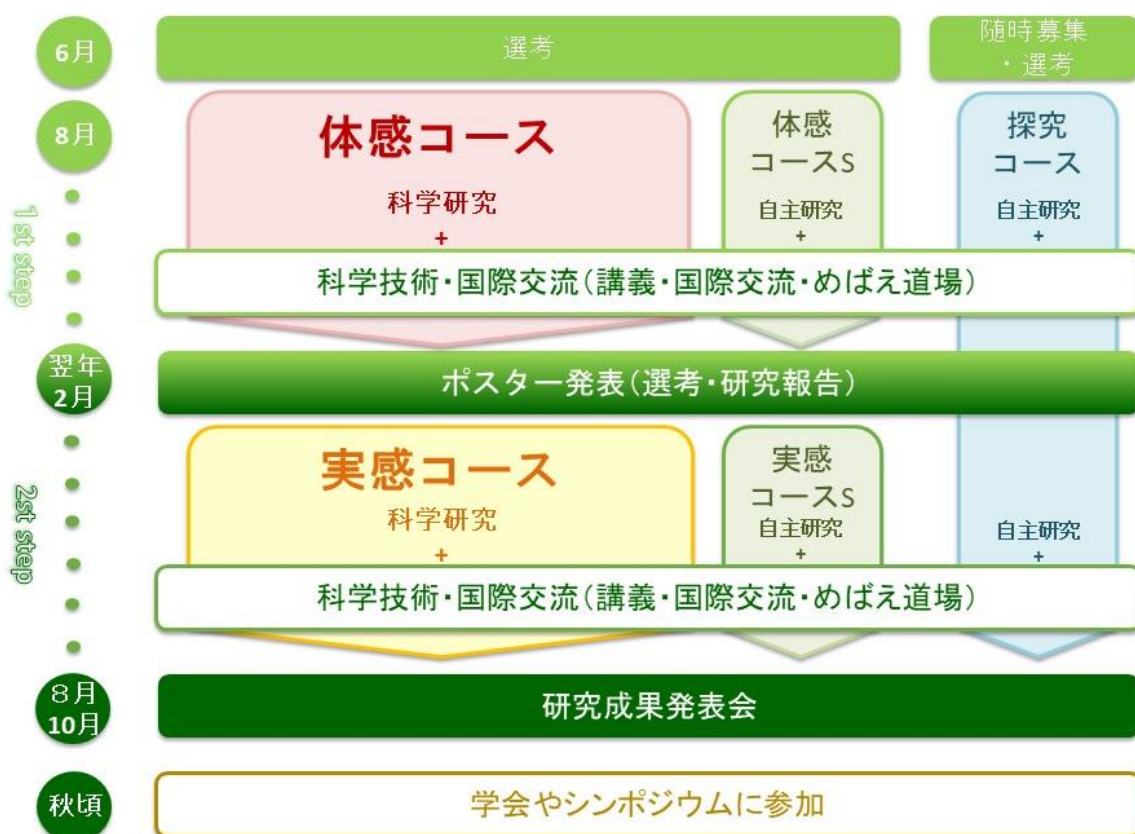 6月
選考
随時募集
・選考
8月
体感コース
科学研究
+
体感
コースS
自主研究
+
探究
コース
自主研究
+
1st step
科学技術・国際交流(講義・国際交流・めばえ道場)
翌年
2月
ポスター発表(選考・研究報告)
2st step
実感コース
科学研究
+
実感
コースS
自主研究
+
自主研究
+
科学技術・国際交流(講義・国際交流・めばえ道場)
8月
10月
研究成果発表会
秋頃
学会やシンポジウムに参加